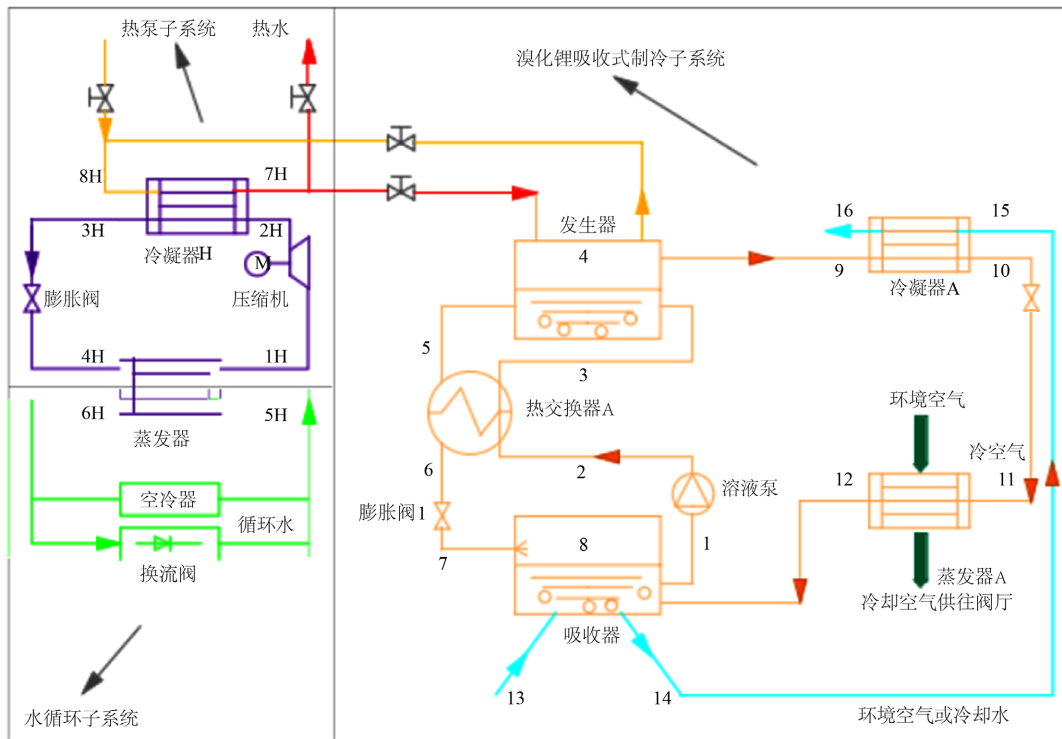 热泵子系统
热水
溴化锂吸收式制冷子系统
8H
7H
3H
2H
冷凝器H
M
膨胀阀
压缩机
4H
1H
6H
5H
蒸发器
空冷器
循环水
换流阀
水循环子系统
发生器
4
16
15
9
10
冷凝器A
5
3
热交换器A
环境空气
6
2
冷空气
12
11
溶液泵
膨胀阀1
8
1
7
蒸发器A
冷却空气供往阀厅
吸收器
13
14
环境空气或冷却水